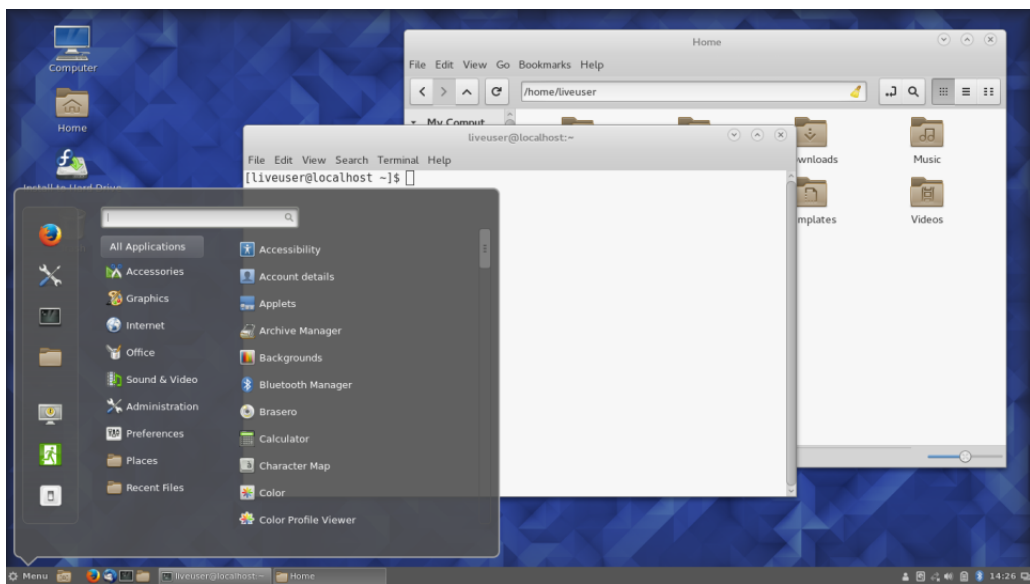 Computer
Home
Install to Hard Drive
Home
File Edit View Go Bookmarks Help
/home/liveuser
My Comput
wnloads
Music
mplates
Videos
liveuser@localhost:~
File Edit View Search Terminal Help
[liveuser@localhost ~]$
All Applications
Accessories
Graphics
Internet
Office
Sound & Video
Administration
Preferences
Places
Recent Files
Accessibility
Account details
Applets
Archive Manager
Backgrounds
Bluetooth Manager
Brasero
Calculator
Character Map
Color
Color Profile Viewer
Menu
liveuser@localhost:~
Home
14:26